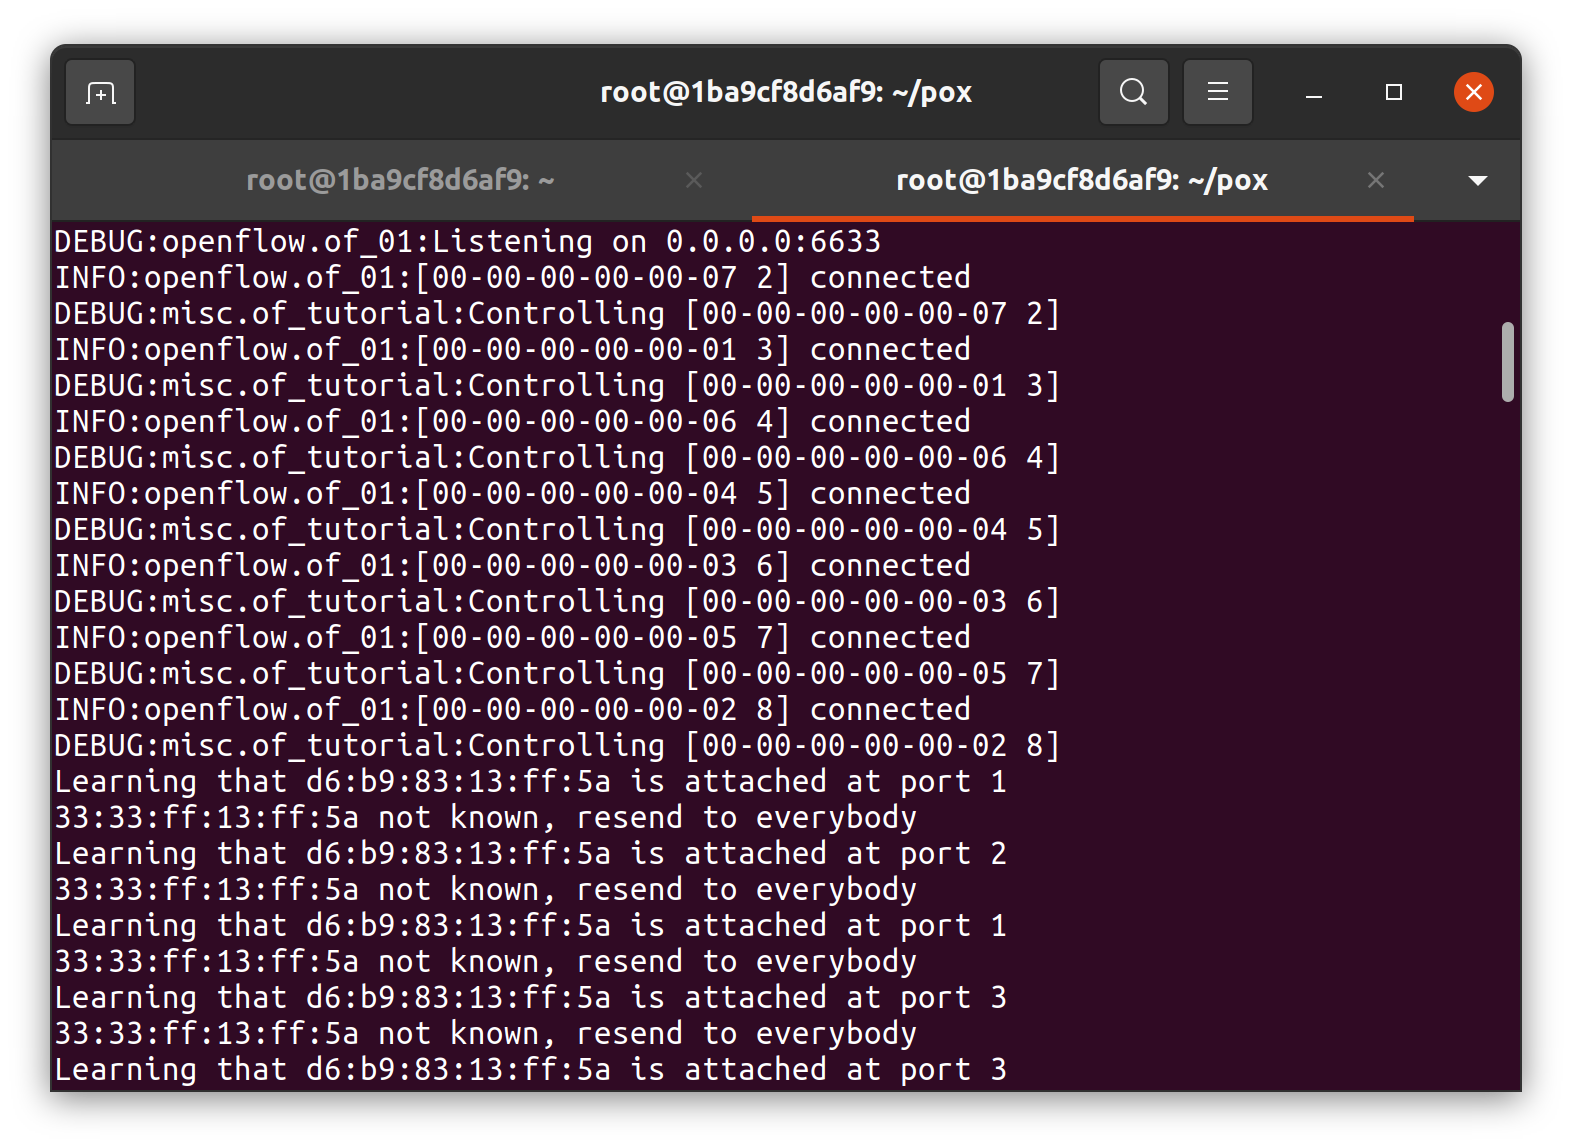 root@1ba9cf8d6af9: ~/pox
root@1ba9cf8d6af9: ~
root@1ba9cf8d6af9: ~/pox
DEBUG:openflow.of_01:Listening on 0.0.0.0:6633
INFO:openflow.of_01:[00-00-00-00-00-07 2] connected
DEBUG:misc.of_tutorial:Controlling [00-00-00-00-00-07 2]
INFO:openflow.of_01:[00-00-00-00-00-01 3] connected
DEBUG:misc.of_tutorial:Controlling [00-00-00-00-00-01 3]
INFO:openflow.of_01:[00-00-00-00-00-06 4] connected
DEBUG:misc.of_tutorial:Controlling [00-00-00-00-00-06 4]
INFO:openflow.of_01:[00-00-00-00-00-04 5] connected
DEBUG:misc.of_tutorial:Controlling [00-00-00-00-00-04 5]
INFO:openflow.of_01:[00-00-00-00-00-03 6] connected
DEBUG:misc.of_tutorial:Controlling [00-00-00-00-00-03 6]
INFO:openflow.of_01:[00-00-00-00-00-05 7] connected
DEBUG:misc.of_tutorial:Controlling [00-00-00-00-00-05 7]
INFO:openflow.of_01:[00-00-00-00-00-02 8] connected
DEBUG:misc.of_tutorial:Controlling [00-00-00-00-00-02 8]
Learning that d6:b9:83:13:ff:5a is attached at port 1
33:33:ff:13:ff:5a not known, resend to everybody
Learning that d6:b9:83:13:ff:5a is attached at port 2
33:33:ff:13:ff:5a not known, resend to everybody
Learning that d6:b9:83:13:ff:5a is attached at port 1
33:33:ff:13:ff:5a not known, resend to everybody
Learning that d6:b9:83:13:ff:5a is attached at port 3
33:33:ff:13:ff:5a not known, resend to everybody
Learning that d6:b9:83:13:ff:5a is attached at port 3